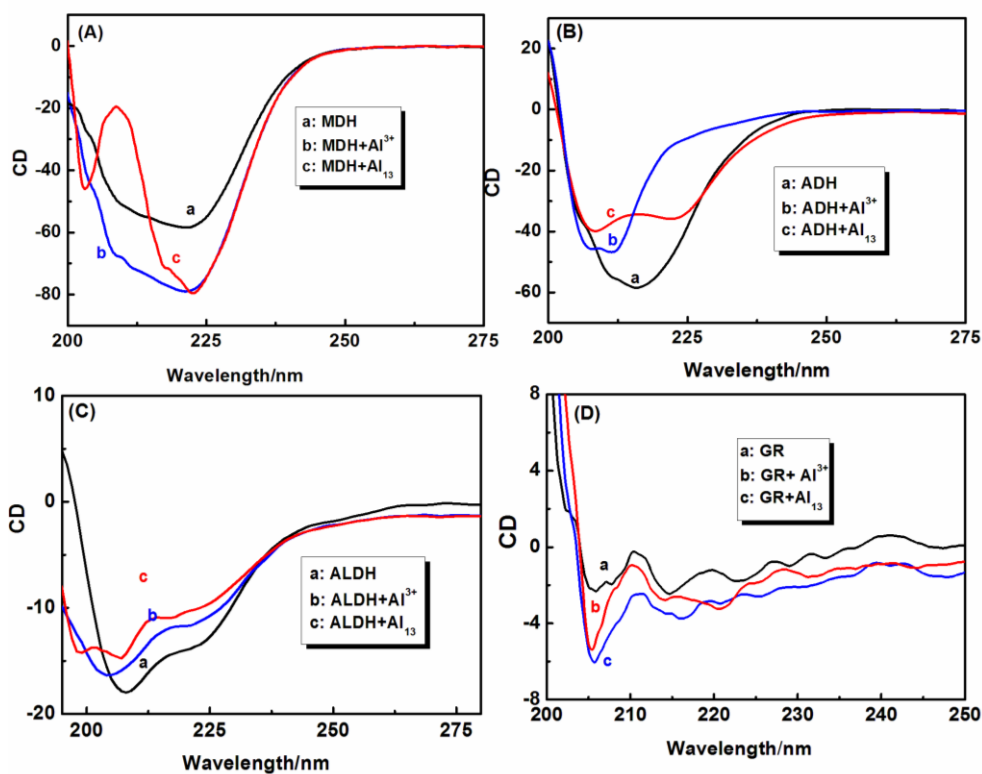 (A)
0
-20
-40
-60
-80
CD
200
225
250
275
Wavelength/nm
a: MDH
b: MDH+Al³⁺
c: MDH+Al₁₃
a
b
c
(B)
20
0
-20
-40
-60
CD
200
225
250
275
Wavelength/nm
a: ADH
b: ADH+Al³⁺
c: ADH+Al₁₃
c
b
a
(C)
10
0
-10
-20
CD
200
225
250
275
Wavelength/nm
a: ALDH
b: ALDH+Al³⁺
c: ALDH+Al₁₃
c
b
a
(D)
8
4
0
-4
-8
CD
200
210
220
230
240
250
Wavelength/nm
a: GR
b: GR+ Al³⁺
c: GR+Al₁₃
a
b
c